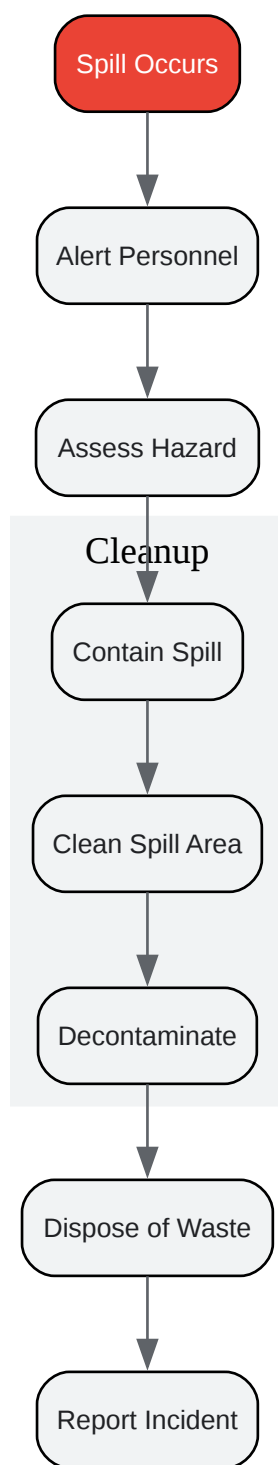 Spill Occurs
Alert Personnel
Assess Hazard
Cleanup
Contain Spill
Clean Spill Area
Decontaminate
Dispose of Waste
Report Incident